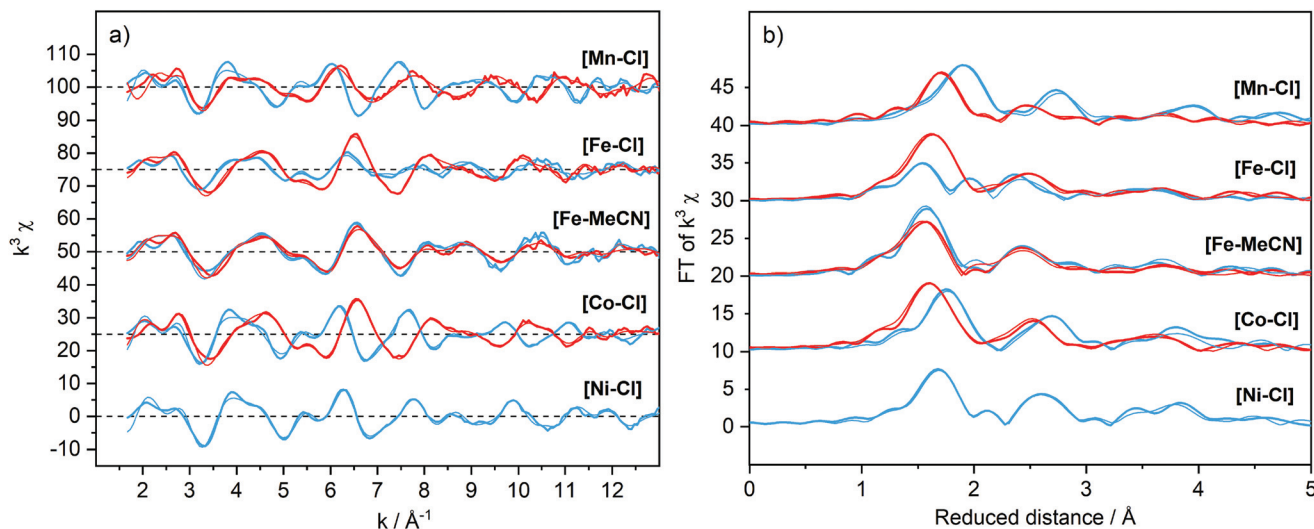 a)
k³ χ
110
100
90
80
70
60
50
40
30
20
10
0
-10
[Mn-Cl]
[Fe-Cl]
[Fe-MeCN]
[Co-Cl]
[Ni-Cl]
2 3 4 5 6 7 8 9 10 11 12
k / Å⁻¹
b)
FT of k³ χ
45
40
35
30
25
20
15
10
5
0
[Mn-Cl]
[Fe-Cl]
[Fe-MeCN]
[Co-Cl]
[Ni-Cl]
0 1 2 3 4 5
Reduced distance / Å